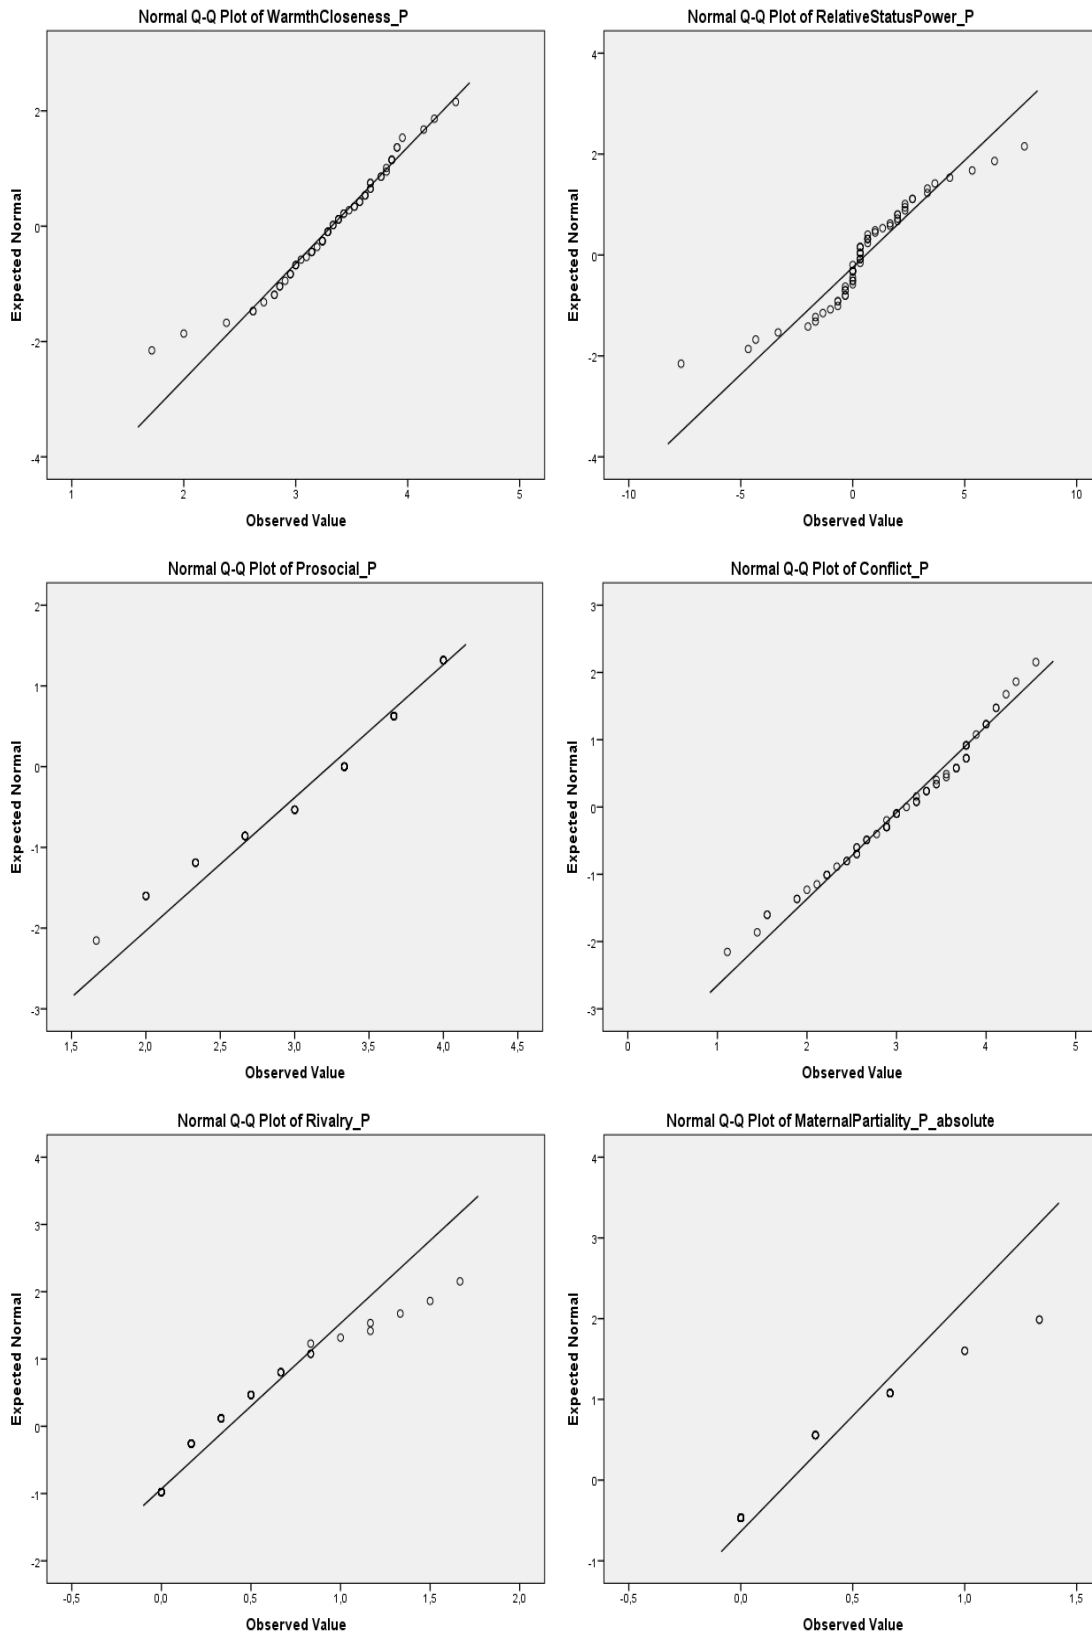 Normal Q-Q Plot of WarmthCloseness_P
Expected Normal
2
0
-2
-4
1 2 3 4 5
Observed Value
Normal Q-Q Plot of RelativeStatusPower_P
Expected Normal
4
2
0
-2
-4
-10 -5 0 5 10
Observed Value
Normal Q-Q Plot of Prosocial_P
Expected Normal
2
1
0
-1
-2
-3
1,5 2,0 2,5 3,0 3,5 4,0 4,5
Observed Value
Normal Q-Q Plot of Conflict_P
Expected Normal
3
2
1
0
-1
-2
-3
0 1 2 3 4 5
Observed Value
Normal Q-Q Plot of Rivalry_P
Expected Normal
4
3
2
1
0
-1
-2
-0,5 0,0 0,5 1,0 1,5 2,0
Observed Value
Normal Q-Q Plot of MaternalPartiality_P_absolute
Expected Normal
4
3
2
1
0
-1
-0,5 0,0 0,5 1,0 1,5
Observed Value